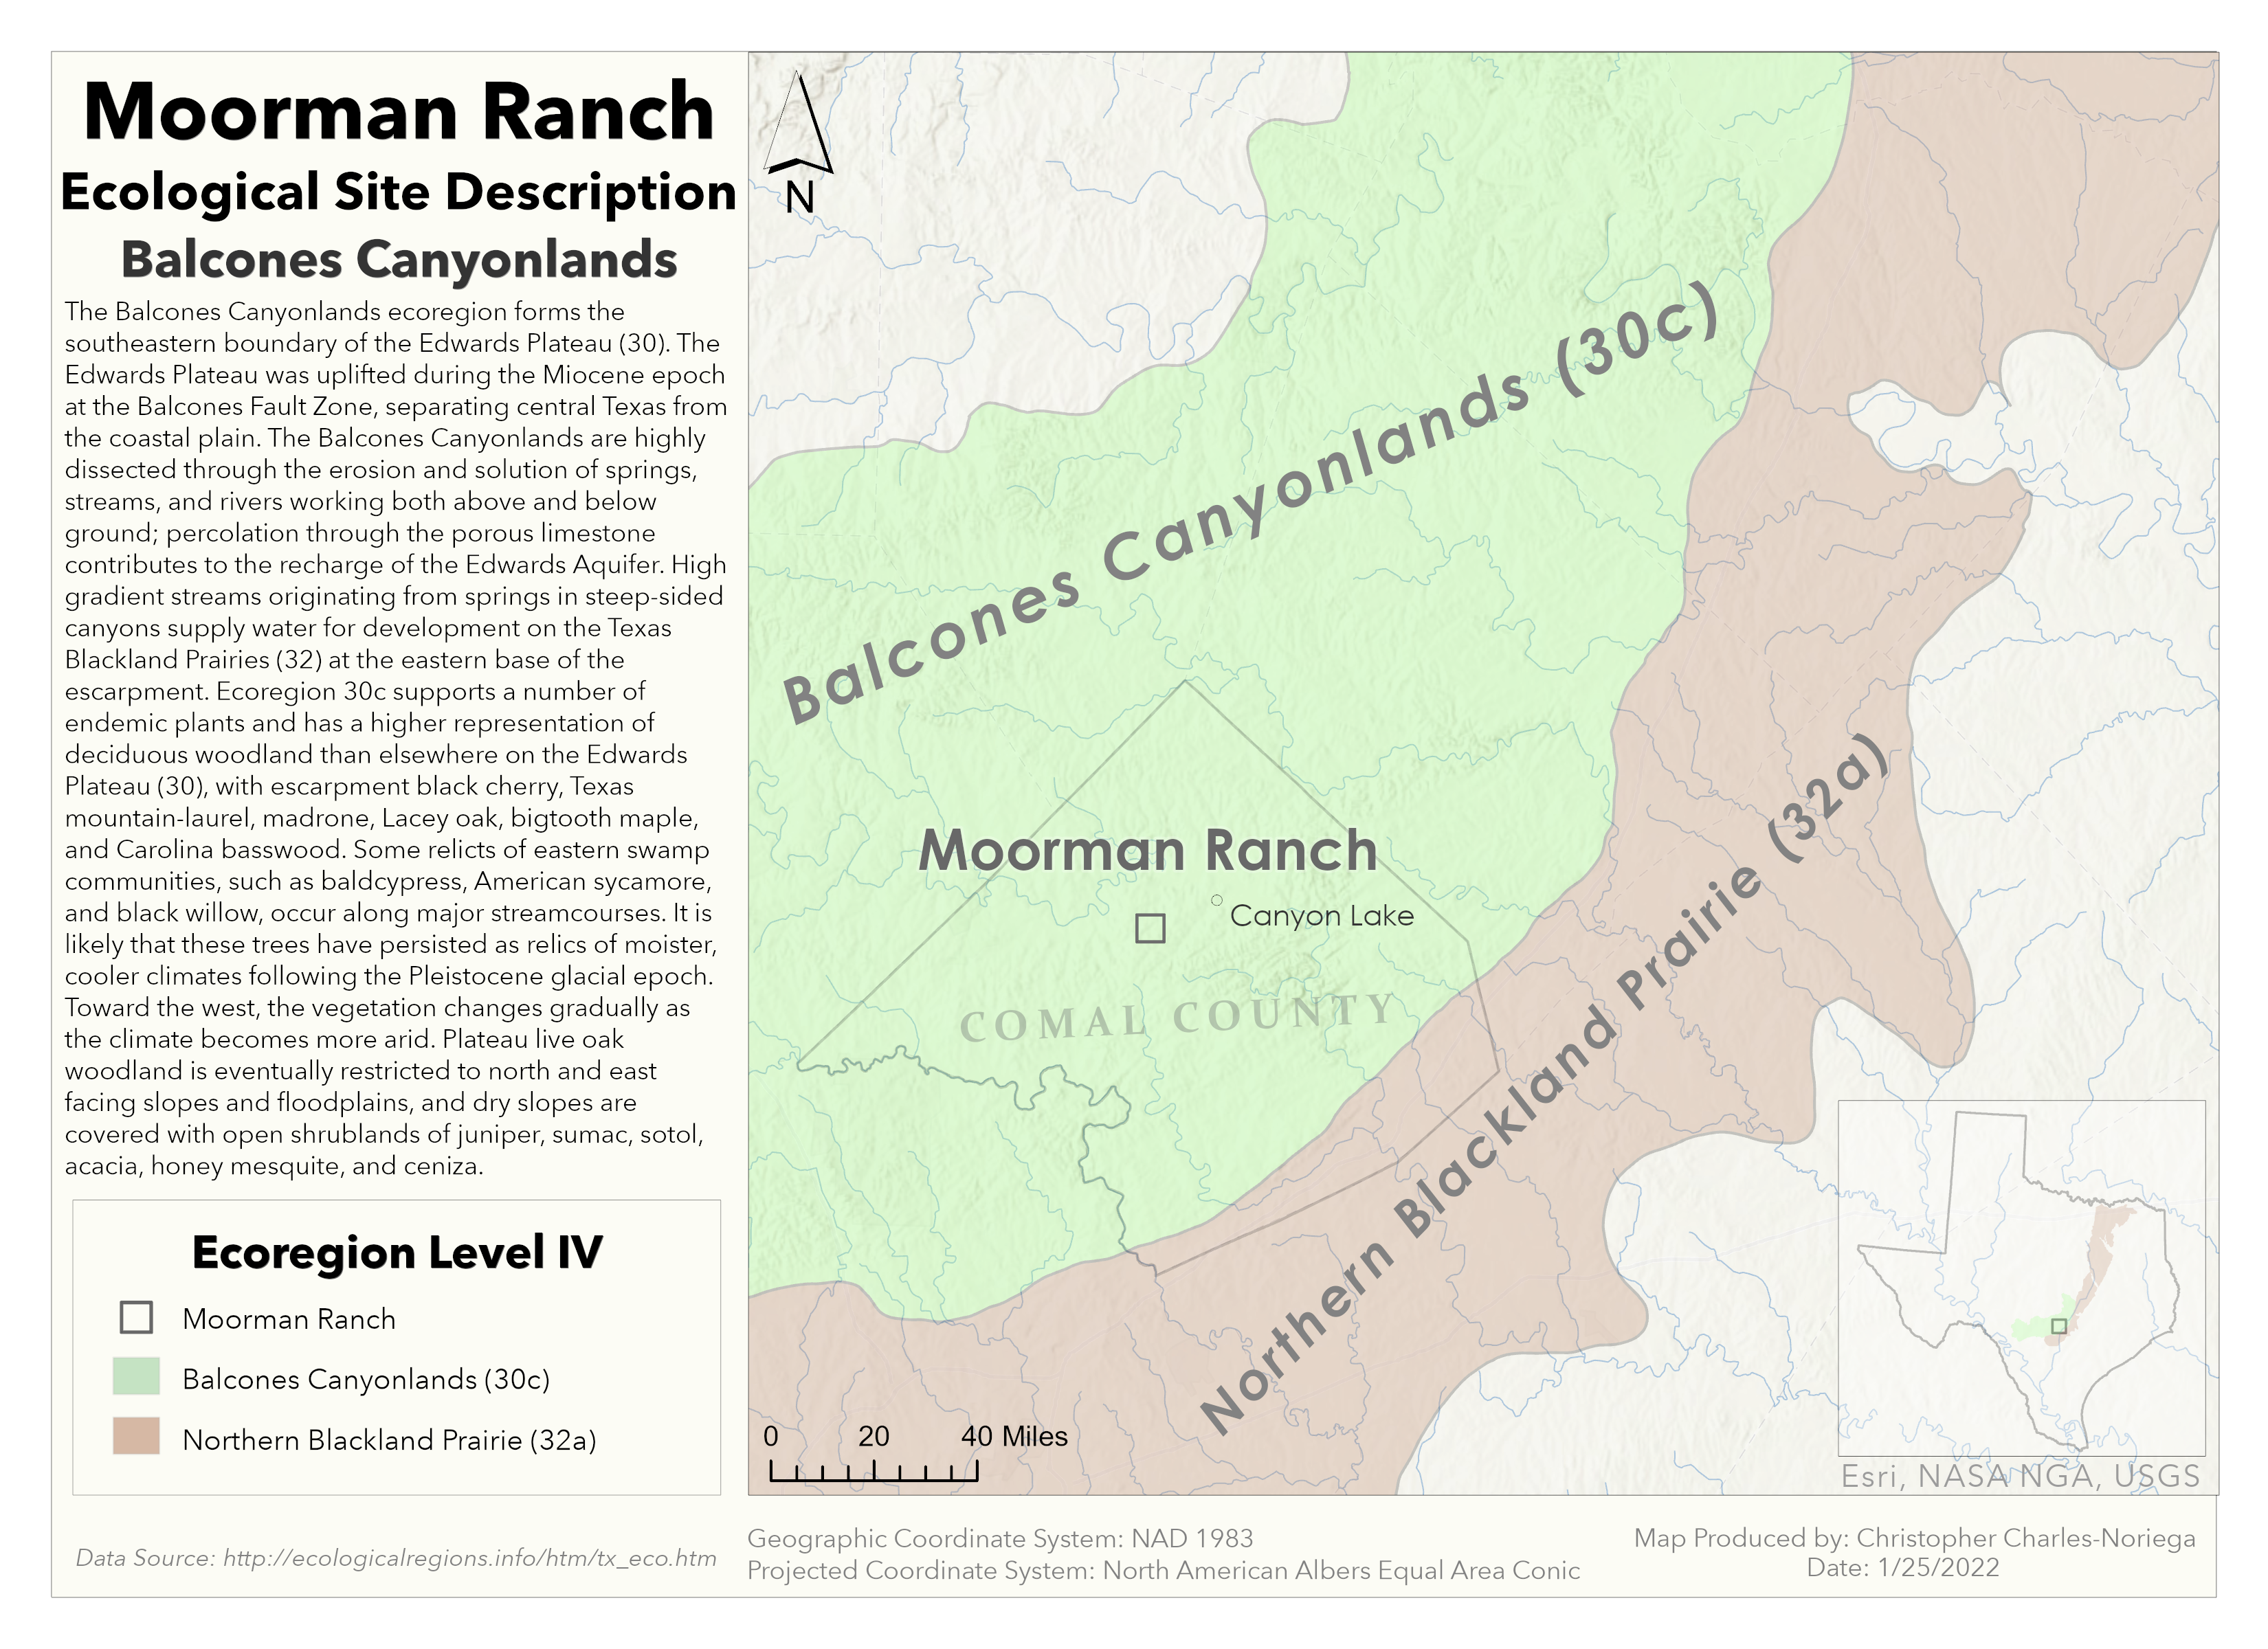 Moorman Ranch
Ecological Site Description
Balcones Canyonlands
The Balcones Canyonlands ecoregion forms the
southeastern boundary of the Edwards Plateau (30). The
Edwards Plateau was uplifted during the Miocene epoch
at the Balcones Fault Zone, separating central Texas from
the coastal plain. The Balcones Canyonlands are highly
dissected through the erosion and solution of springs,
streams, and rivers working both above and below
ground; percolation through the porous limestone
contributes to the recharge of the Edwards Aquifer. High
gradient streams originating from springs in steep-sided
canyons supply water for development on the Texas
Blackland Prairies (32) at the eastern base of the
escarpment. Ecoregion 30c supports a number of
endemic plants and has a higher representation of
deciduous woodland than elsewhere on the Edwards
Plateau (30), with escarpment black cherry, Texas
mountain-laurel, madrone, Lacey oak, bigtooth maple,
and Carolina basswood. Some relicts of eastern swamp
communities, such as baldcypress, American sycamore,
and black willow, occur along major streamcourses. It is
likely that these trees have persisted as relics of moister,
cooler climates following the Pleistocene glacial epoch.
Toward the west, the vegetation changes gradually as
the climate becomes more arid. Plateau live oak
woodland is eventually restricted to north and east
facing slopes and floodplains, and dry slopes are
covered with open shrublands of juniper, sumac, sotol,
acacia, honey mesquite, and ceniza.
Ecoregion Level IV
Moorman Ranch
Balcones Canyonlands (30c)
Northern Blackland Prairie (32a)
Data Source: http://ecologicalregions.info/htm/tx_eco.htm
N
Balcones Canyonlands (30c)
Moorman Ranch
Canyon Lake
COMAL COUNTY
Northern Blackland Prairie (32a)
0 20 40 Miles
Esri, NASA NGA, USGS
Geographic Coordinate System: NAD 1983
Projected Coordinate System: North American Albers Equal Area Conic
Map Produced by: Christopher Charles-Noriega
Date: 1/25/2022